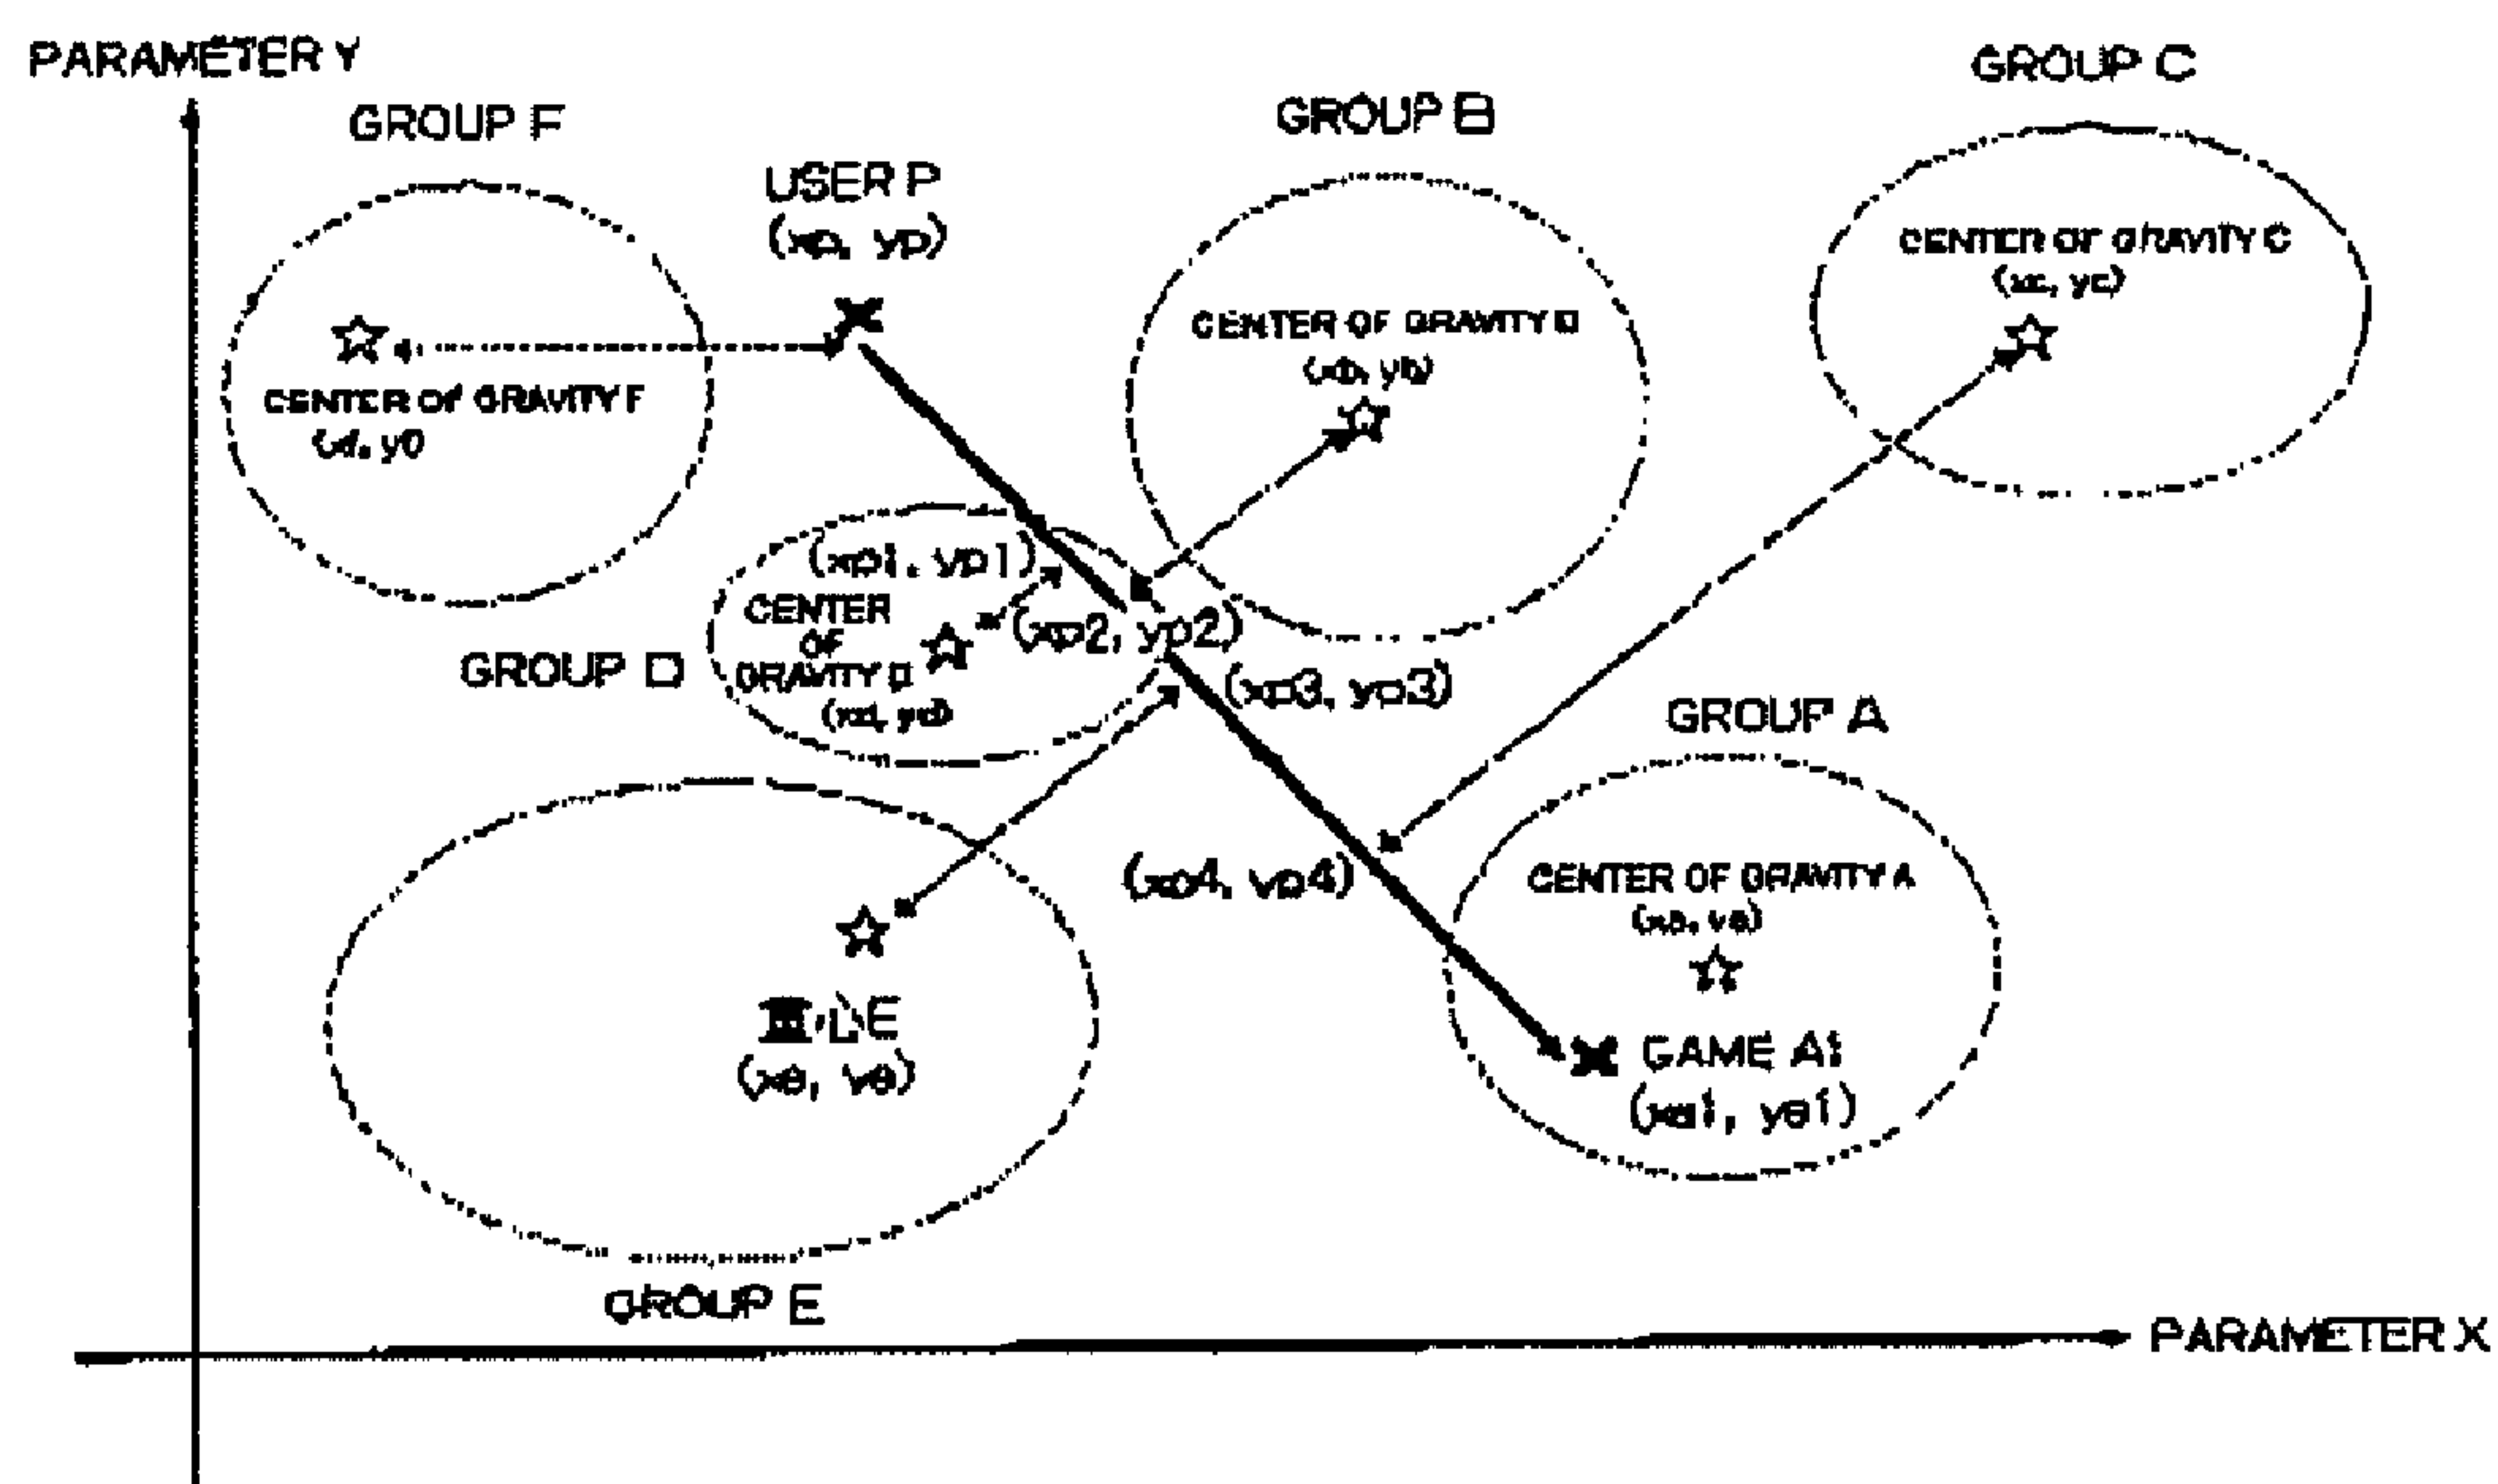 PARAMETER Y
GROUP F
GROUP B
GROUP C
USER P
(xp, yp)
CENTER OF GRAVITY C
(xc, yc)
CENTER OF GRAVITY
(xb, yb)
CENTER OF GRAVITY F
(xp1, yp1)
CENTER
OF
GRAVITY
(xd, yd)
GROUP D
(xp2, yp2)
(xp3, yp3)
GROUP A
CENTER OF GRAVITY A
(xa, ya)
(xp4, yp4)
GAME A1
(xa1, ya1)
(xe, ye)
GROUP E
PARAMETER X